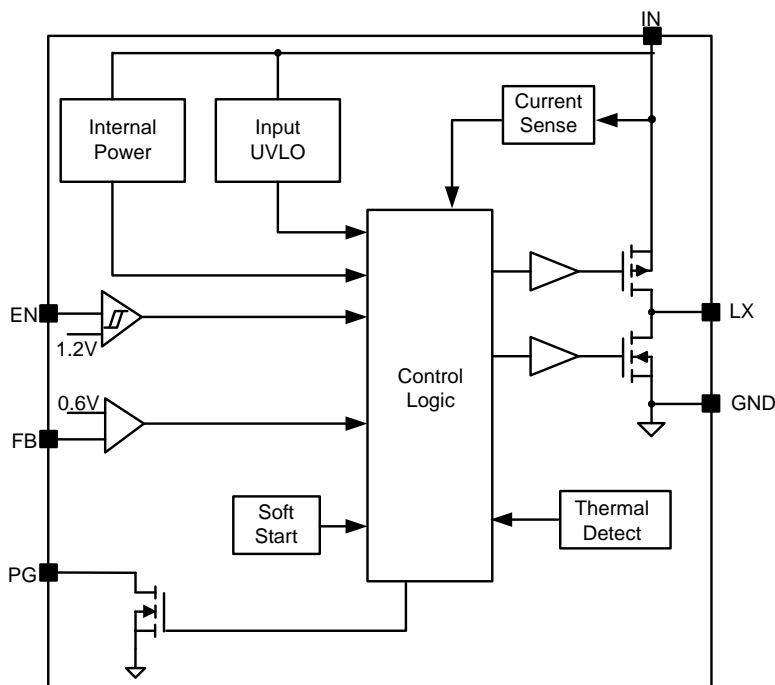 IN
Internal
Power
Input
UVLO
Current
Sense
EN
1.2V
LX
Control
Logic
0.6V
GND
FB
Soft
Start
Thermal
Detect
PG